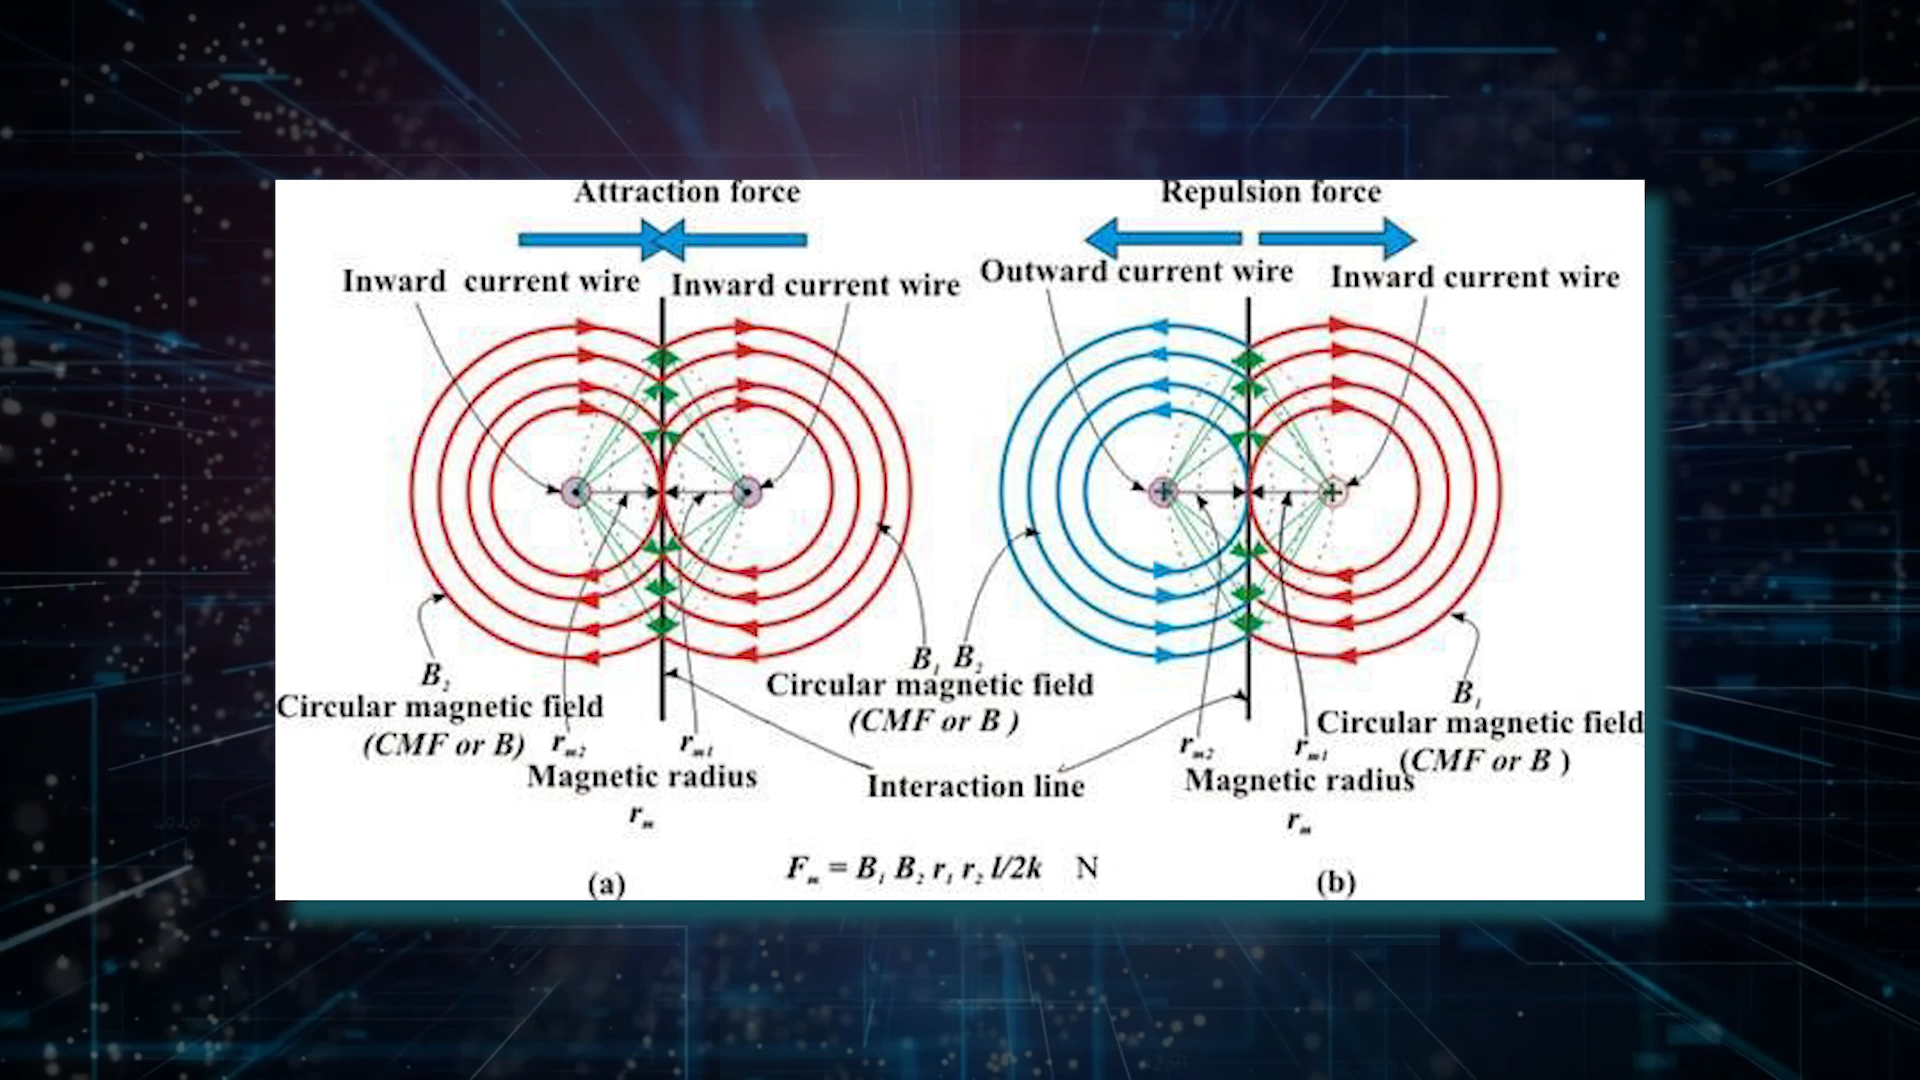 Attraction force
Repulsion force
Inward current wire
Inward current wire
Outward current wire
Inward current wire
B₂
Circular magnetic field
(CMF or B)
B₁ B₂
Circular magnetic field
(CMF or B )
B₁
Circular magnetic field
(CMF or B )
rₘ₂
rₘ₁
Magnetic radius
rₘ
Interaction line
rₘ₂
rₘ₁
Magnetic radius
rₘ
Fₘ = B₁ B₂ r₁ r₂ l/2k N
(a)
(b)